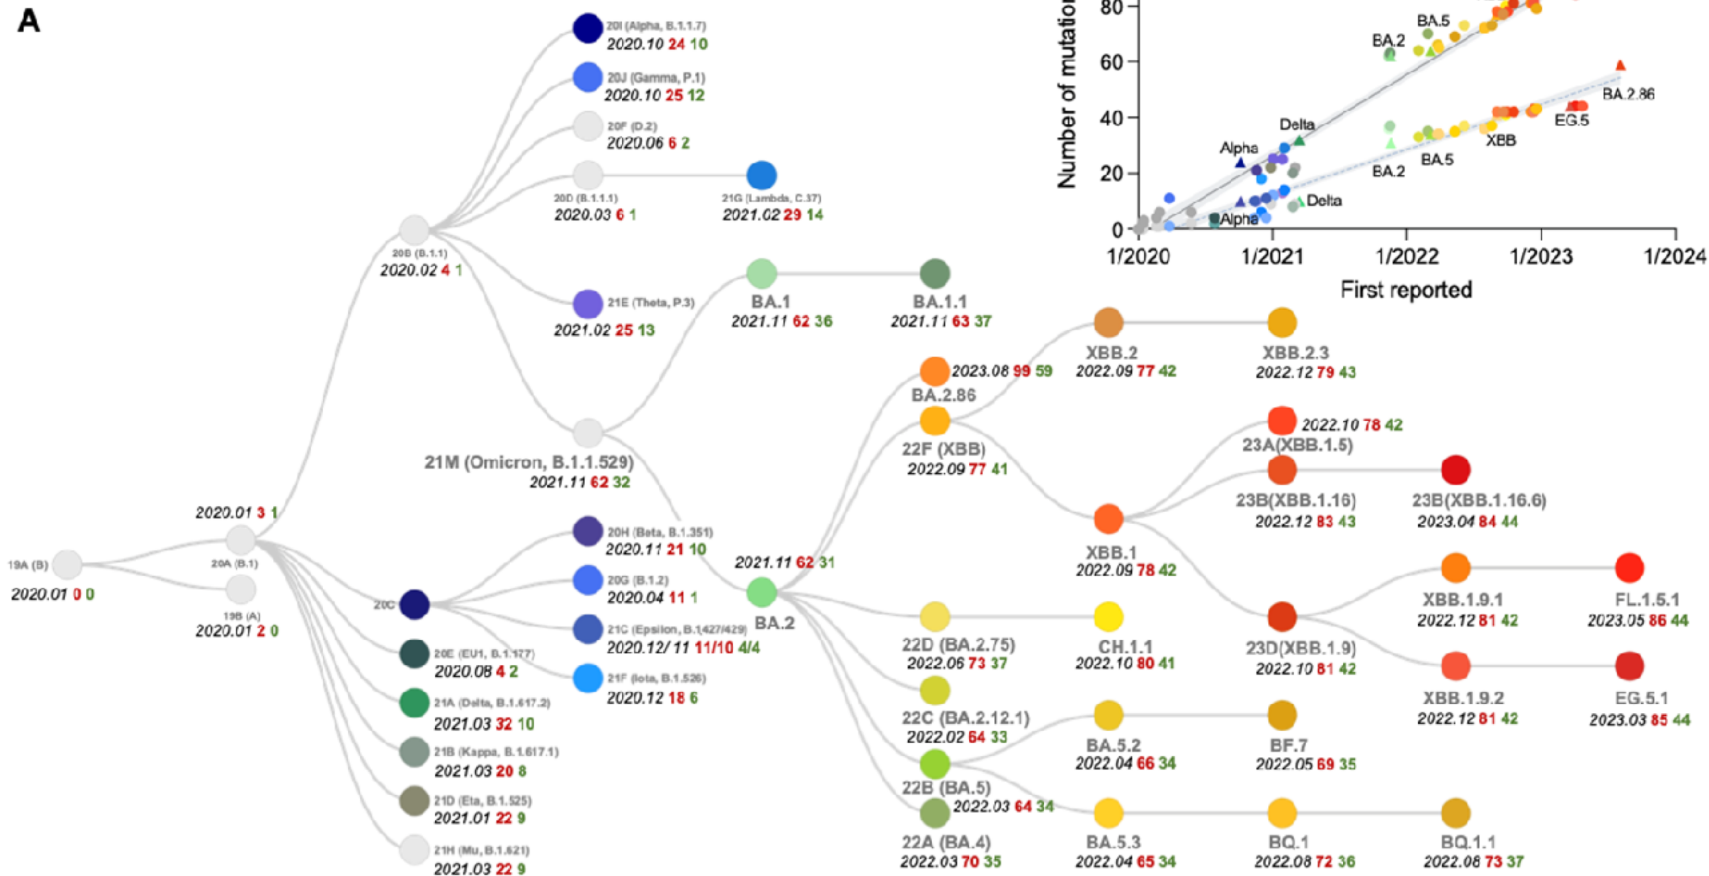 A
20I (Alpha, B.1.1.7)
2020.10 24 10
20J (Gamma, P.1)
2020.10 25 12
20F (D.2)
2020.06 6 2
20D (B.1.1.1)
2020.03 6 1
21G (Lambda, C.37)
2021.02 29 14
20B (B.1.1)
2020.02 4 1
21E (Theta, P.3)
2021.02 25 13
BA.1
2021.11 62 36
BA.1.1
2021.11 63 37
21M (Omicron, B.1.1.529)
2021.11 62 32
2020.01 3 1
20A (B.1)
19A (B)
2020.01 0 0
19B (A)
2020.01 2 0
20C
20H (Beta, B.1.351)
2020.11 21 10
20G (B.1.2)
2020.04 11 1
21C (Epsilon, B.1.427/429)
2020.12/ 11 11/10 4/4
21F (Iota, B.1.526)
2020.12 18 6
20E (EU1, B.1.177)
2020.08 4 2
21A (Delta, B.1.617.2)
2021.03 32 10
21B (Kappa, B.1.617.1)
2021.03 20 8
21D (Eta, B.1.525)
2021.01 22 9
21H (Mu, B.1.621)
2021.03 22 9
2021.11 62 31
BA.2
2023.08 99 59
BA.2.86
22F (XBB)
2022.09 77 41
22D (BA.2.75)
2022.06 73 37
CH.1.1
2022.10 80 41
22C (BA.2.12.1)
2022.02 64 33
22B (BA.5)
2022.03 64 34
22A (BA.4)
2022.03 70 35
BA.5.2
2022.04 66 34
BF.7
2022.05 69 35
BA.5.3
2022.04 65 34
BQ.1
2022.08 72 36
BQ.1.1
2022.08 73 37
XBB.2
2022.09 77 42
XBB.2.3
2022.12 79 43
XBB.1
2022.09 78 42
2022.10 78 42
23A(XBB.1.5)
23B(XBB.1.16)
2022.12 83 43
23B(XBB.1.16.6)
2023.04 84 44
23D(XBB.1.9)
2022.10 81 42
XBB.1.9.1
2022.12 81 42
FL.1.5.1
2023.05 86 44
XBB.1.9.2
2022.12 81 42
EG.5.1
2023.03 85 44
Number of mutation
80
60
40
20
0
BA.5
BA.2
Delta
Alpha
BA.2.86
EG.5
XBB
BA.5
BA.2
Delta
Alpha
1/2020
1/2021
1/2022
1/2023
1/2024
First reported